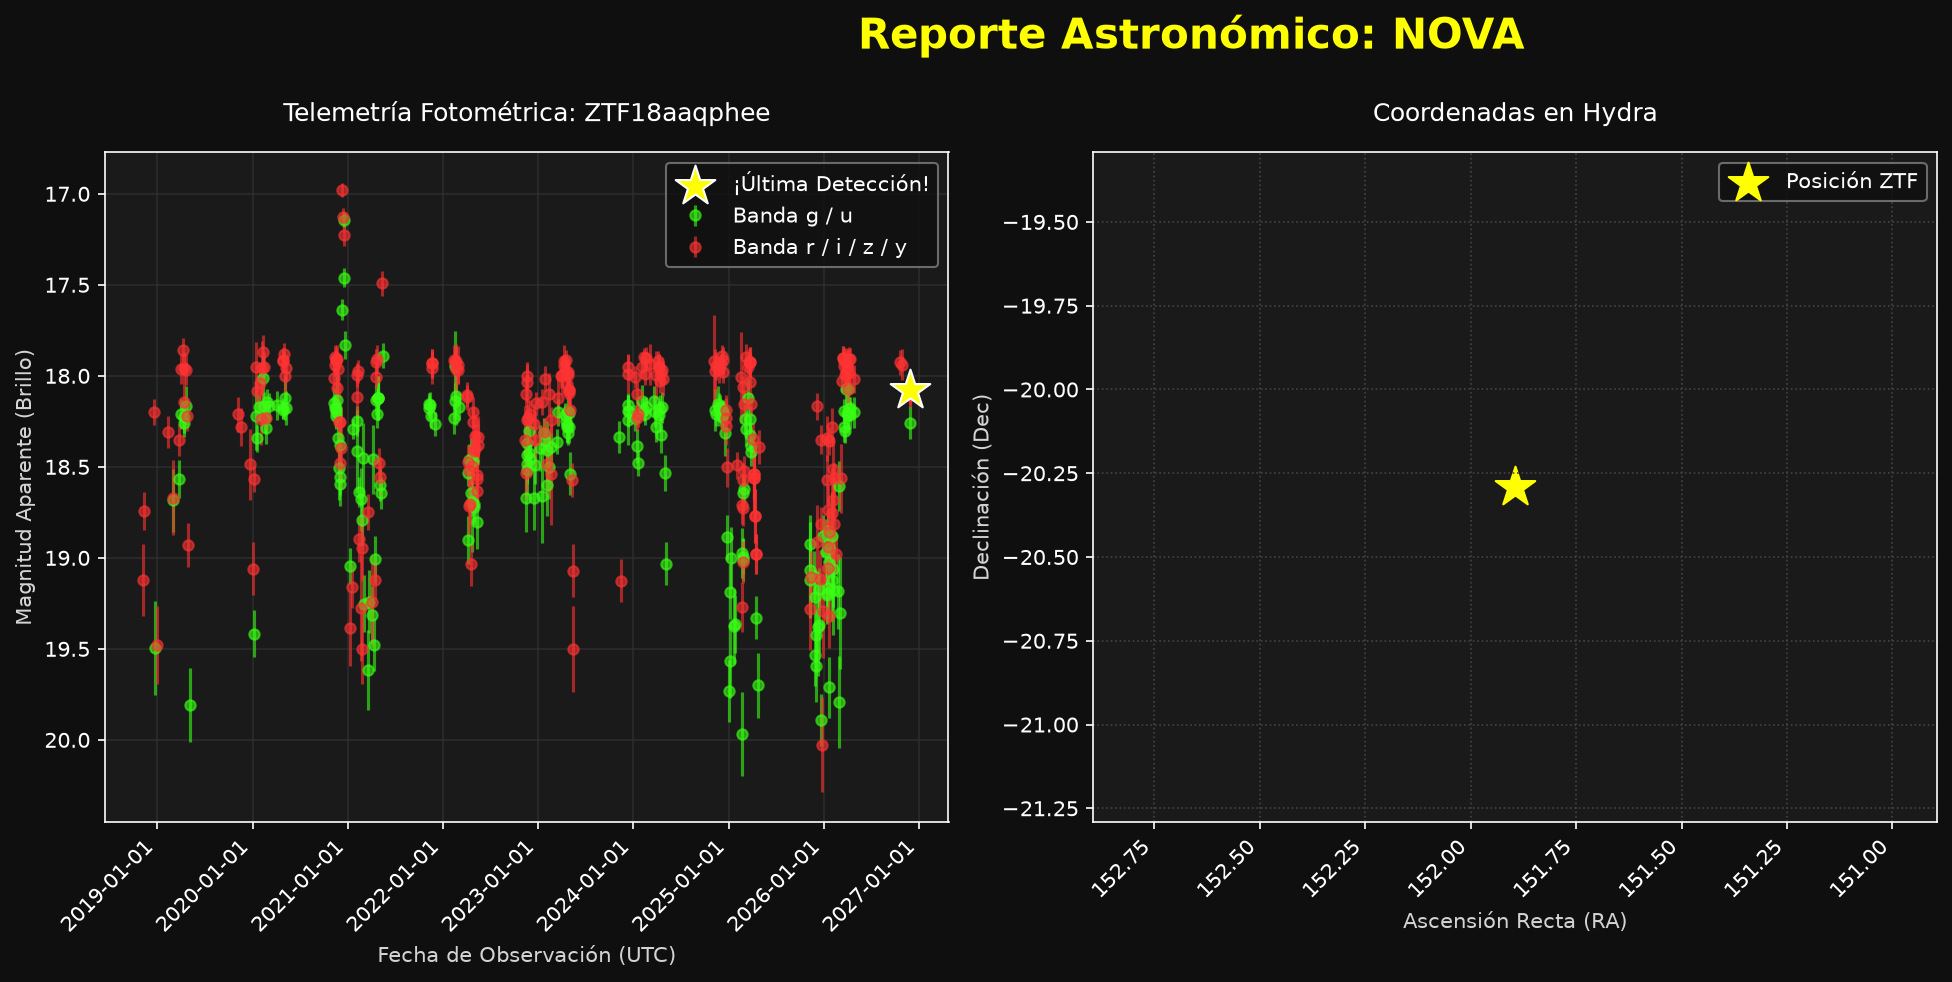 Reporte Astronómico: NOVA
Telemetría Fotométrica: ZTF18aaqphee
Magnitud Aparente (Brillo)
17.0
17.5
18.0
18.5
19.0
19.5
20.0
¡Última Detección!
Banda g / u
Banda r / i / z / y
2019-01-01
2020-01-01
2021-01-01
2022-01-01
2023-01-01
2024-01-01
2025-01-01
2026-01-01
2027-01-01
Fecha de Observación (UTC)
Coordenadas en Hydra
Declinación (Dec)
−19.50
−19.75
−20.00
−20.25
−20.50
−20.75
−21.00
−21.25
Posición ZTF
152.75
152.50
152.25
152.00
151.75
151.50
151.25
151.00
Ascensión Recta (RA)